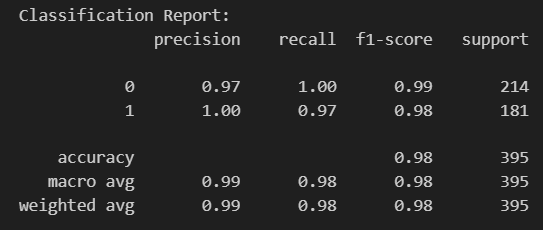 Classification Report:
precision recall f1-score support
0 0.97 1.00 0.99 214
1 1.00 0.97 0.98 181
accuracy 0.98 395
macro avg 0.99 0.98 0.98 395
weighted avg 0.99 0.98 0.98 395